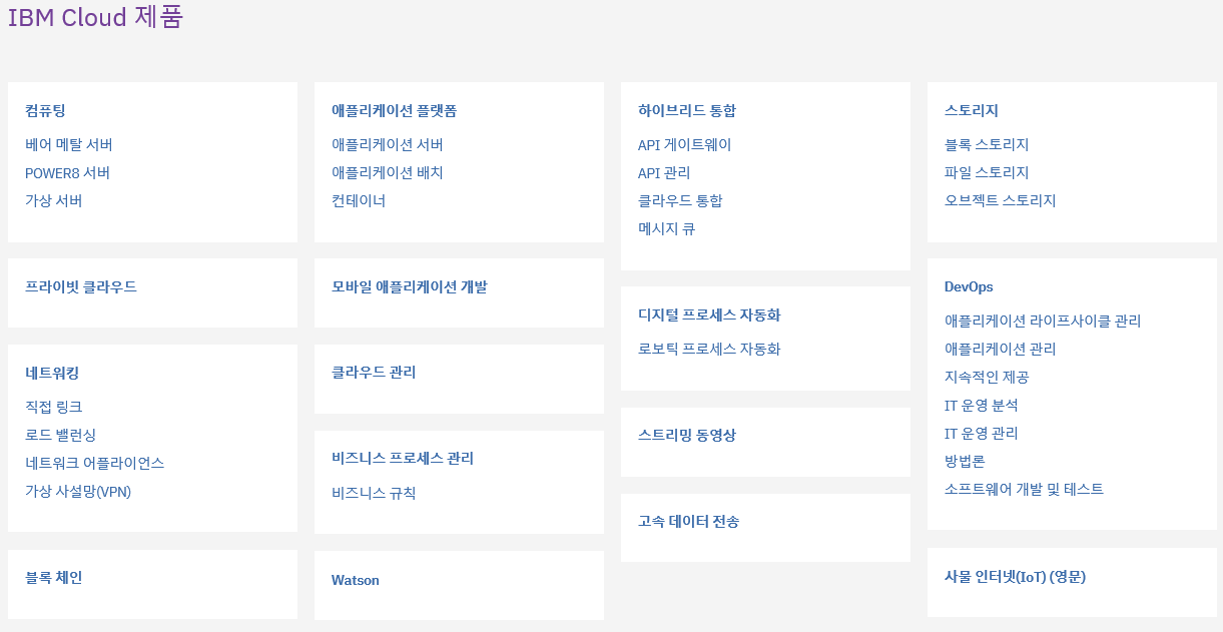 IBM Cloud 제품
컴퓨팅
베어 메탈 서버
POWER8 서버
가상 서버
프라이빗 클라우드
네트워킹
직접 링크
로드 밸런싱
네트워크 어플라이언스
가상 사설망(VPN)
블록 체인
애플리케이션 플랫폼
애플리케이션 서버
애플리케이션 배치
컨테이너
모바일 애플리케이션 개발
클라우드 관리
비즈니스 프로세스 관리
비즈니스 규칙
Watson
하이브리드 통합
API 게이트웨이
API 관리
클라우드 통합
메시지 큐
디지털 프로세스 자동화
로보틱 프로세스 자동화
스트리밍 동영상
고속 데이터 전송
스토리지
블록 스토리지
파일 스토리지
오브젝트 스토리지
DevOps
애플리케이션 라이프사이클 관리
애플리케이션 관리
지속적인 제공
IT 운영 분석
IT 운영 관리
방법론
소프트웨어 개발 및 테스트
사물 인터넷(IoT) (영문)